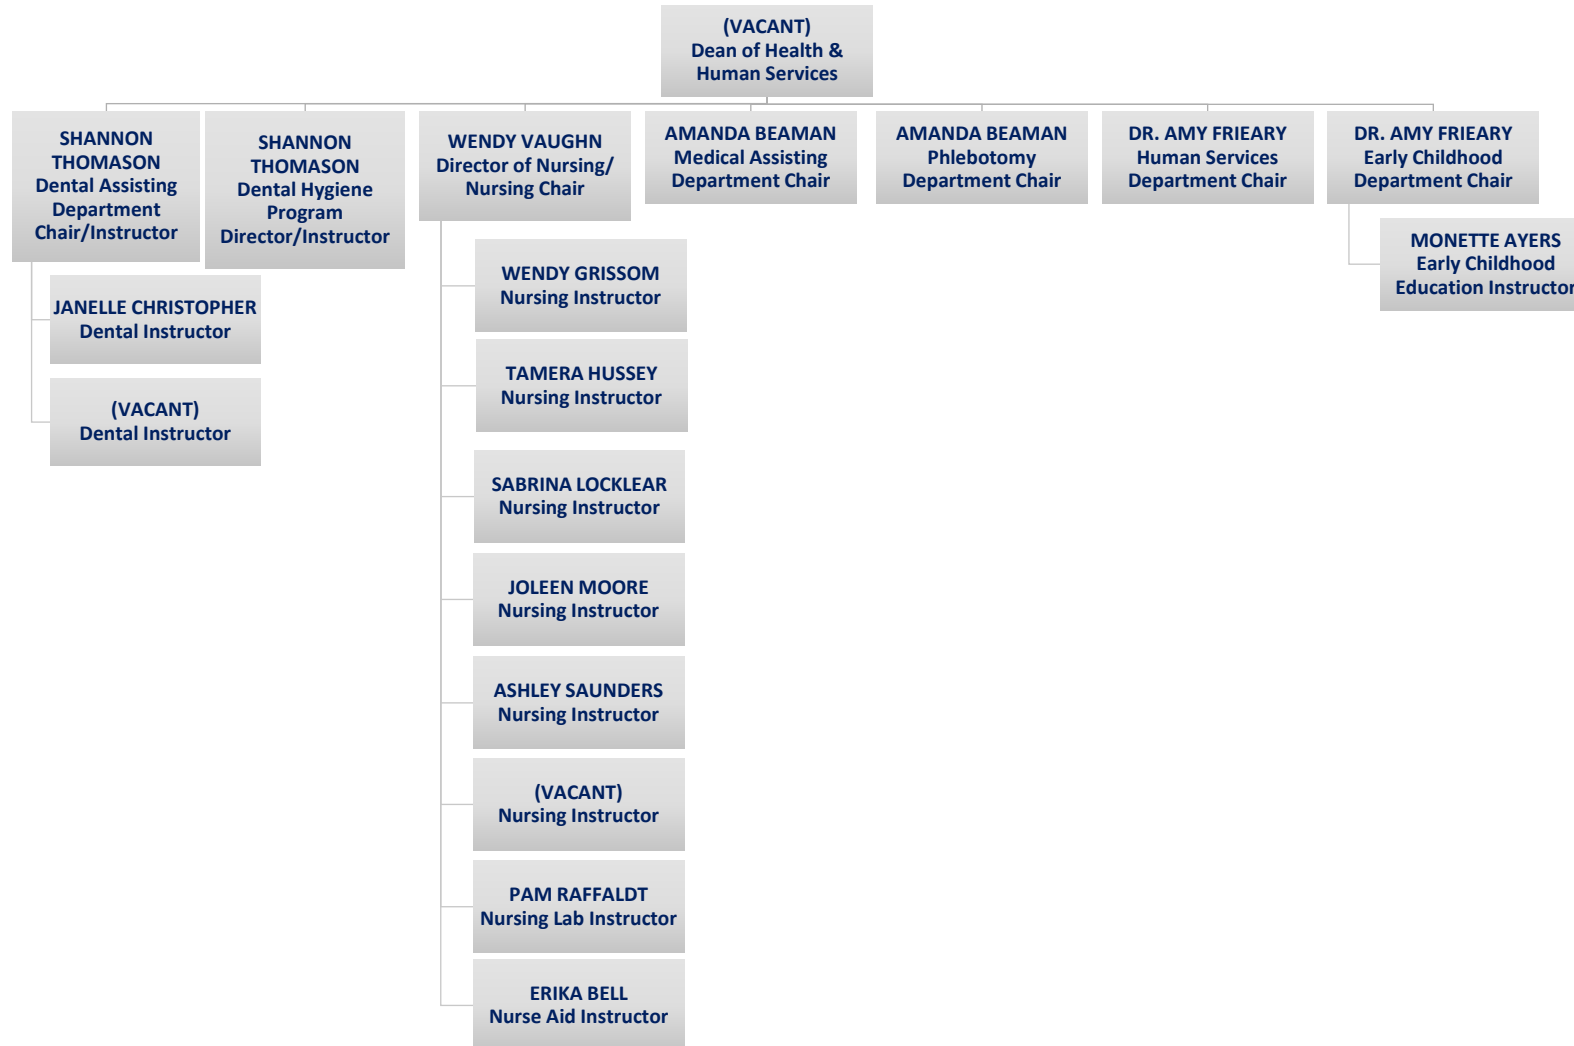 (VACANT)
Dean of Health &
Human Services
SHANNON
THOMASON
Dental Assisting
Department
Chair/Instructor
SHANNON
THOMASON
Dental Hygiene
Program
Director/Instructor
WENDY VAUGHN
Director of Nursing/
Nursing Chair
AMANDA BEAMAN
Medical Assisting
Department Chair
AMANDA BEAMAN
Phlebotomy
Department Chair
DR. AMY FRIEARY
Human Services
Department Chair
DR. AMY FRIEARY
Early Childhood
Department Chair
JANELLE CHRISTOPHER
Dental Instructor
(VACANT)
Dental Instructor
WENDY GRISSOM
Nursing Instructor
TAMERA HUSSEY
Nursing Instructor
SABRINA LOCKLEAR
Nursing Instructor
JOLEEN MOORE
Nursing Instructor
ASHLEY SAUNDERS
Nursing Instructor
(VACANT)
Nursing Instructor
PAM RAFFALDT
Nursing Lab Instructor
ERIKA BELL
Nurse Aid Instructor
MONETTE AYERS
Early Childhood
Education Instructor